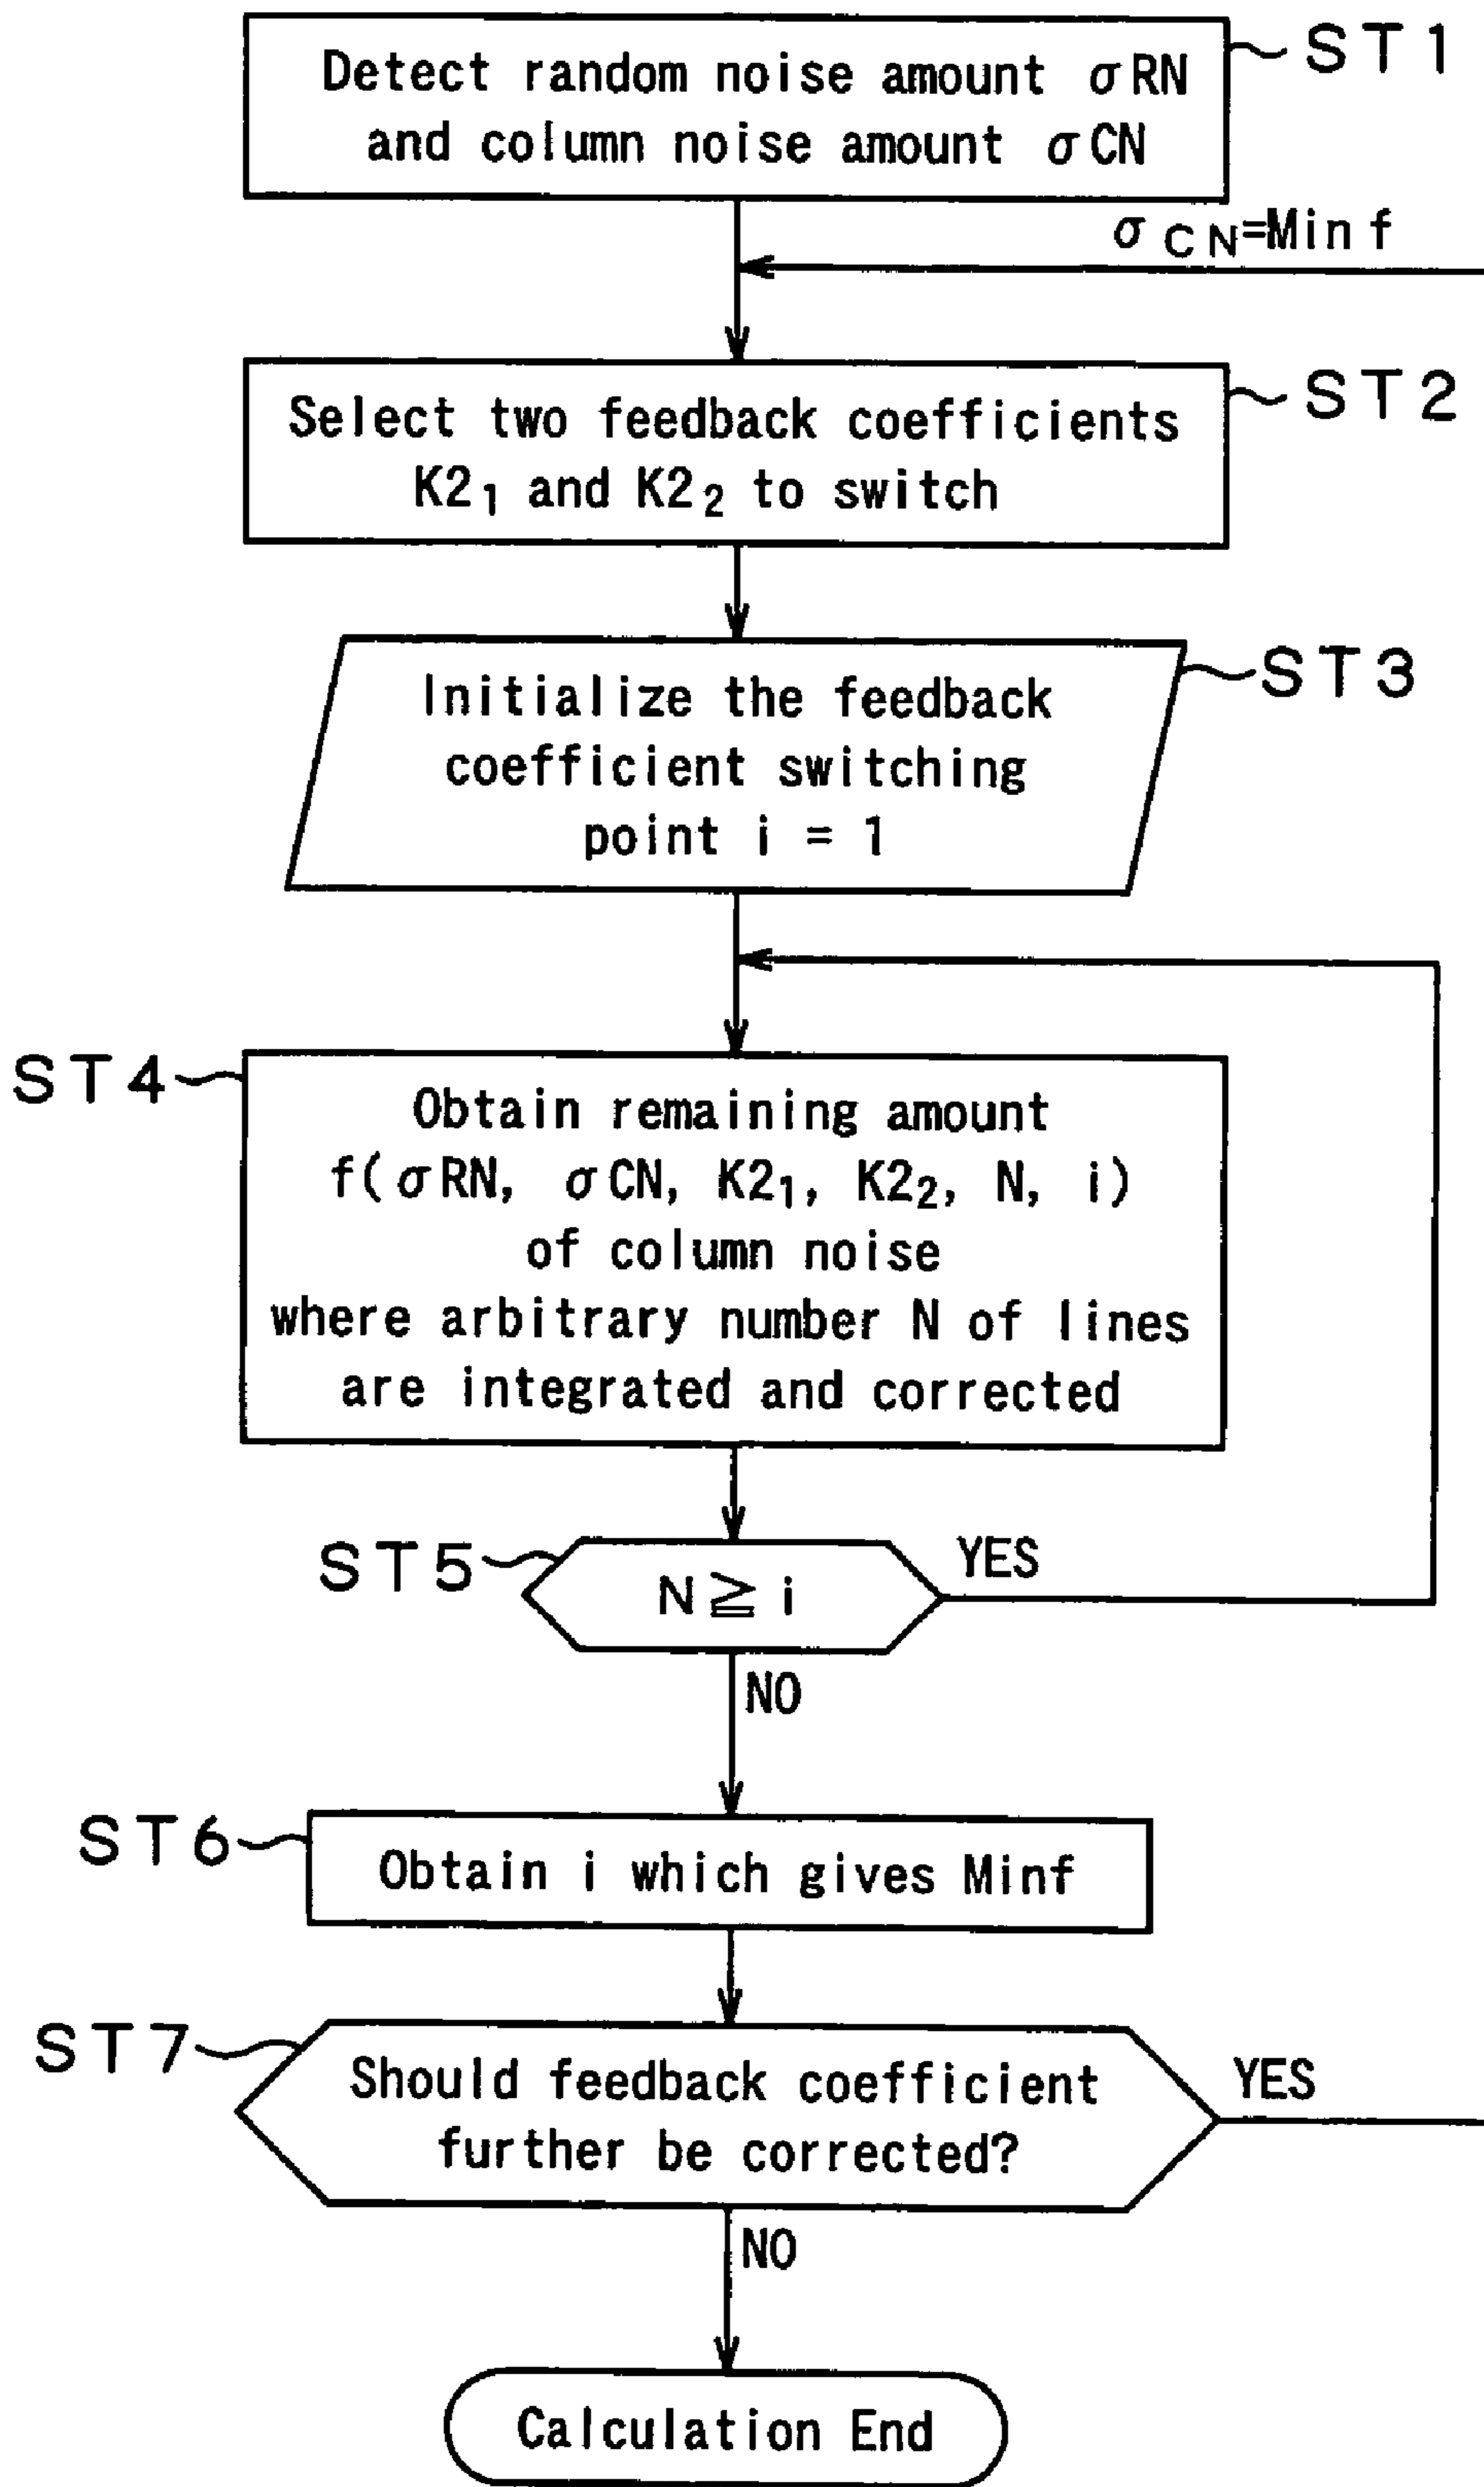 ST1
Detect random noise amount σRN
and column noise amount σCN
σCN=Minf
ST2
Select two feedback coefficients
K2₁ and K2₂ to switch
ST3
Initialize the feedback
coefficient switching
point i = 1
ST4
Obtain remaining amount
f(σRN, σCN, K2₁, K2₂, N, i)
of column noise
where arbitrary number N of lines
are integrated and corrected
ST5
N ≧ i
YES
NO
ST6
Obtain i which gives Minf
ST7
Should feedback coefficient
further be corrected?
YES
NO
Calculation End